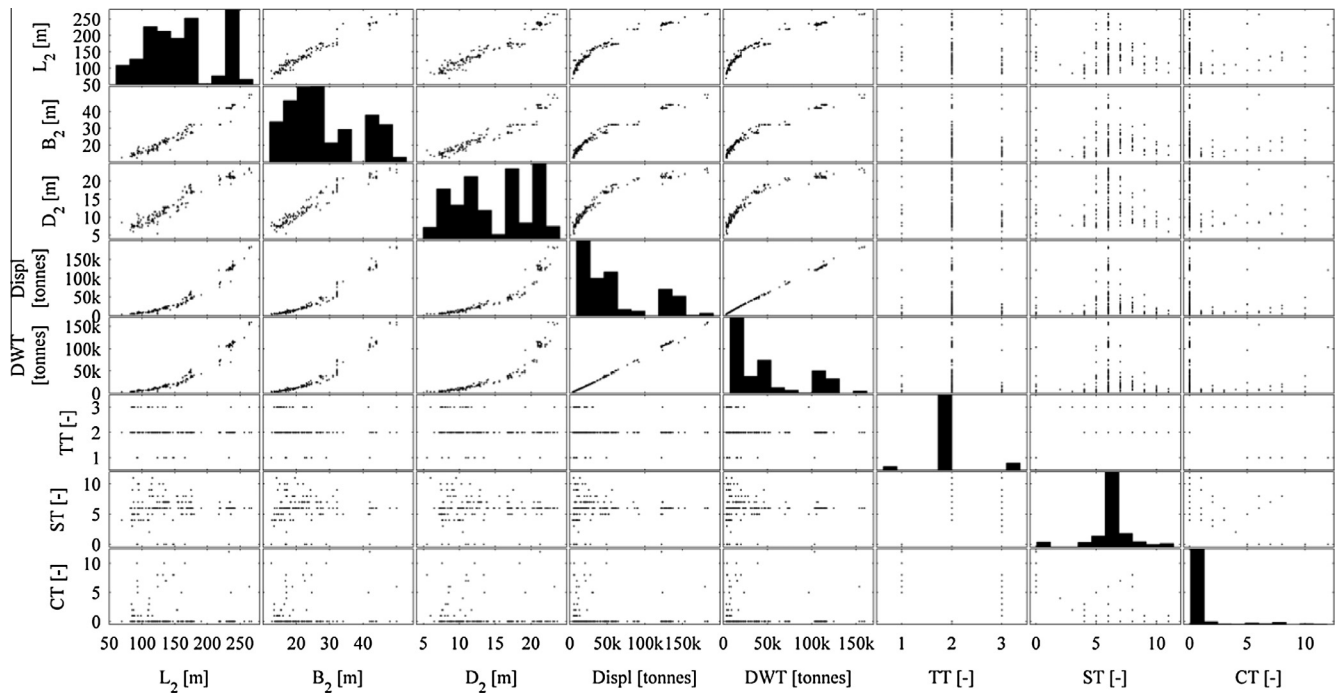 L2 [m]
250
200
150
100
50
B2 [m]
40
30
20
D2 [m]
20
15
10
5
Displ
[tonnes]
150k
100k
50k
0
DWT
[tonnes]
150k
100k
50k
0
TT [-]
3
2
1
ST [-]
10
5
0
CT [-]
10
5
0
50 100 150 200 250
20 40
5 10 15 20
0 50k 100k 150k
0 50k 100k 150k
1 2 3
0 5 10
0 5 10
L2 [m]
B2 [m]
D2 [m]
Displ [tonnes]
DWT [tonnes]
TT [-]
ST [-]
CT [-]